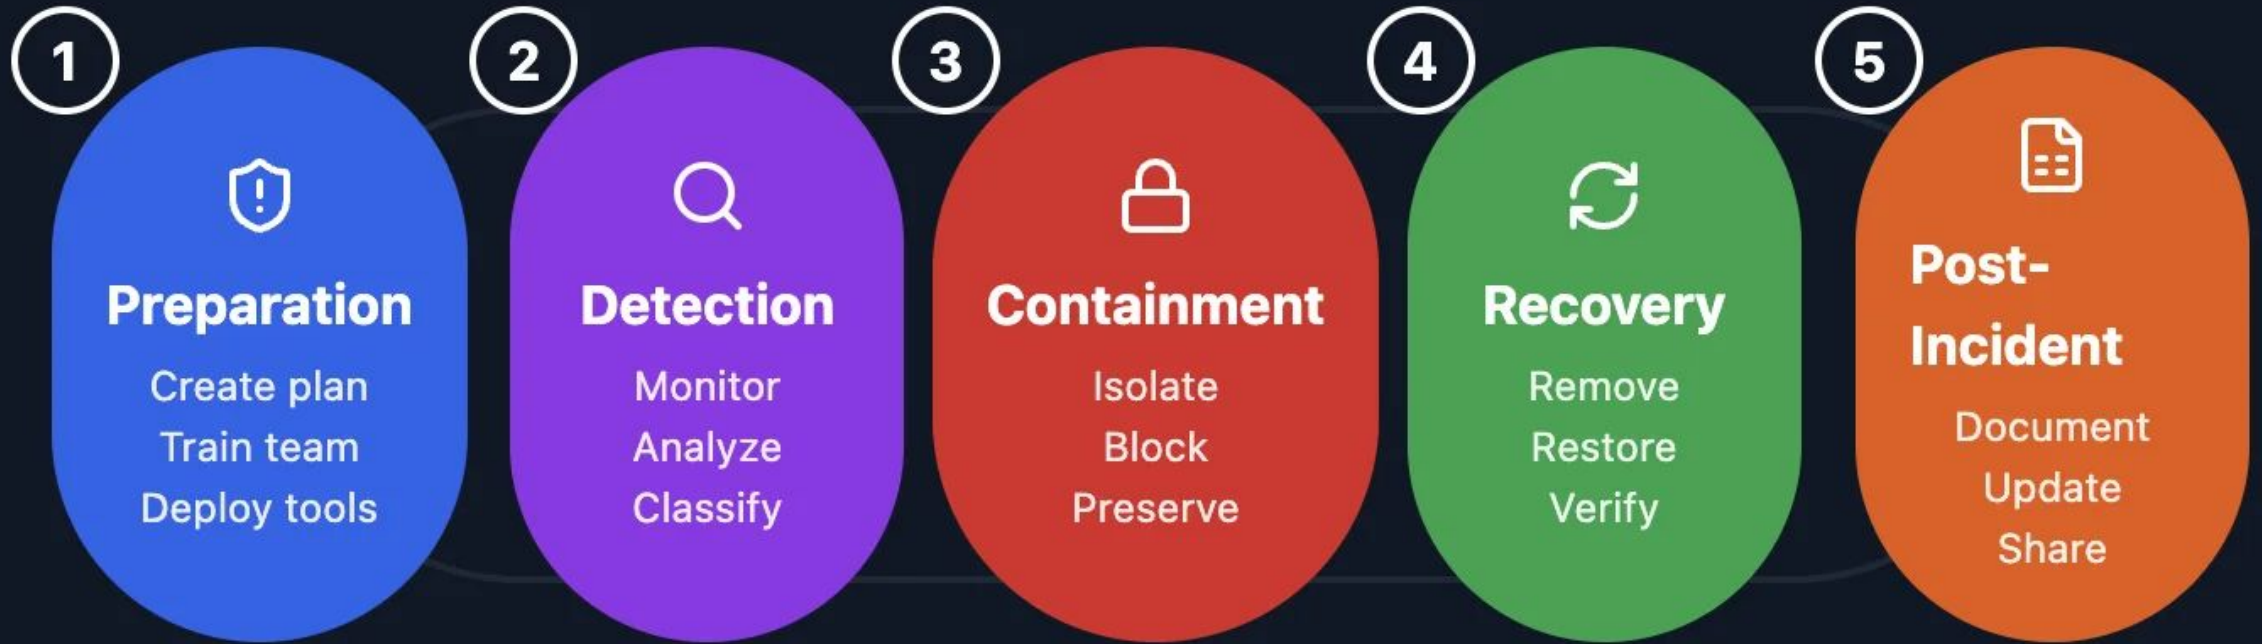 1
Preparation
Create plan
Train team
Deploy tools
2
Detection
Monitor
Analyze
Classify
3
Containment
Isolate
Block
Preserve
4
Recovery
Remove
Restore
Verify
5
Post-
Incident
Document
Update
Share